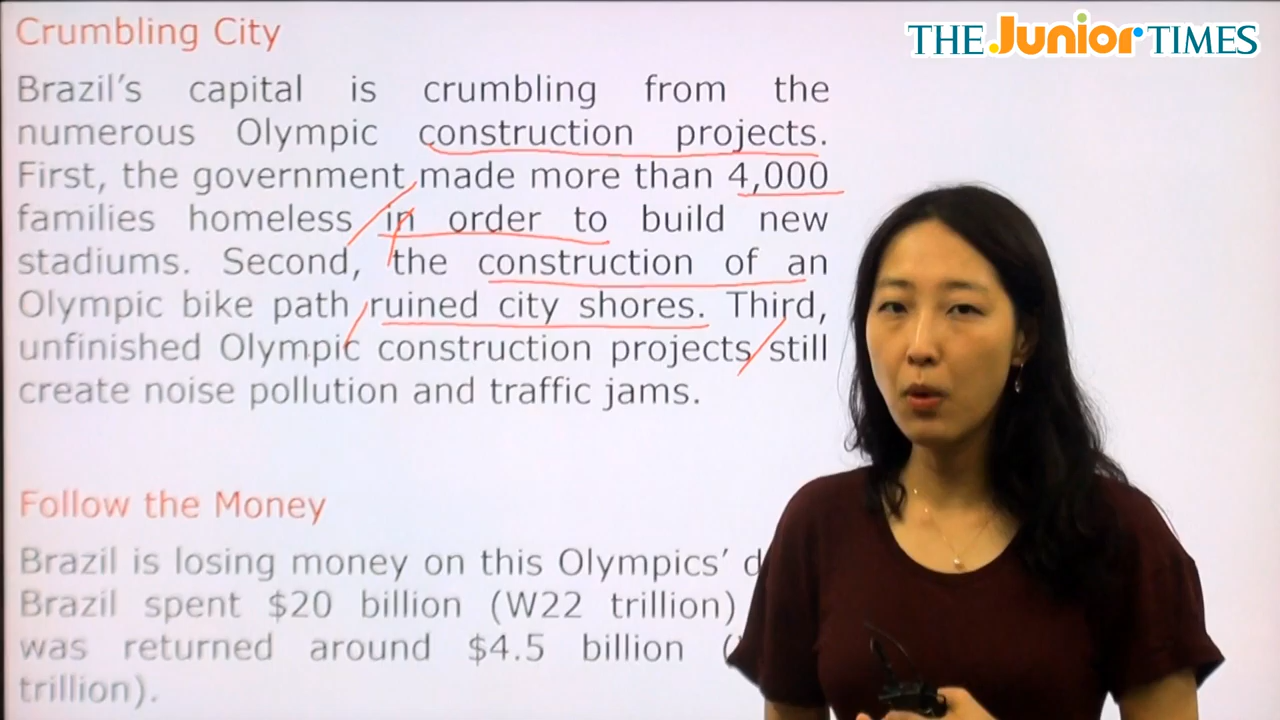 THE Junior TIMES
Crumbling City
Brazil's capital is crumbling from the
numerous Olympic construction projects.
First, the government made more than 4,000
families homeless in order to build new
stadiums. Second, the construction of an
Olympic bike path ruined city shores. Third,
unfinished Olympic construction projects still
create noise pollution and traffic jams.
Follow the Money
Brazil is losing money on this Olympics'
Brazil spent $20 billion (W22 trillion)
was returned around $4.5 billion
trillion).